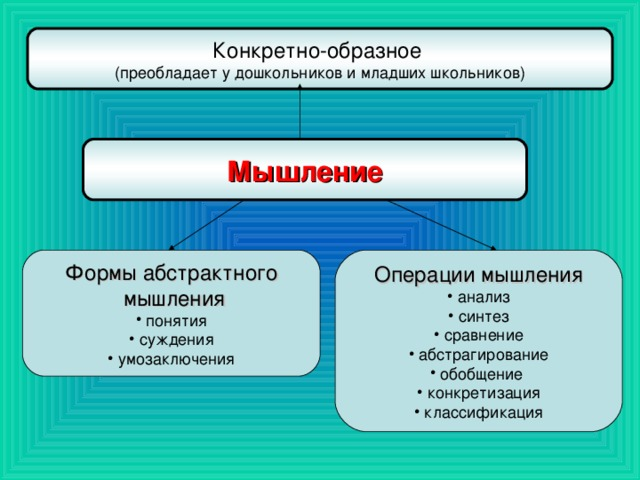 Конкретно-образное
(преобладает у дошкольников и младших школьников)
Мышление
Формы абстрактного
мышления
• понятия
• суждения
• умозаключения
Операции мышления
• анализ
• синтез
• сравнение
• абстрагирование
• обобщение
• конкретизация
• классификация